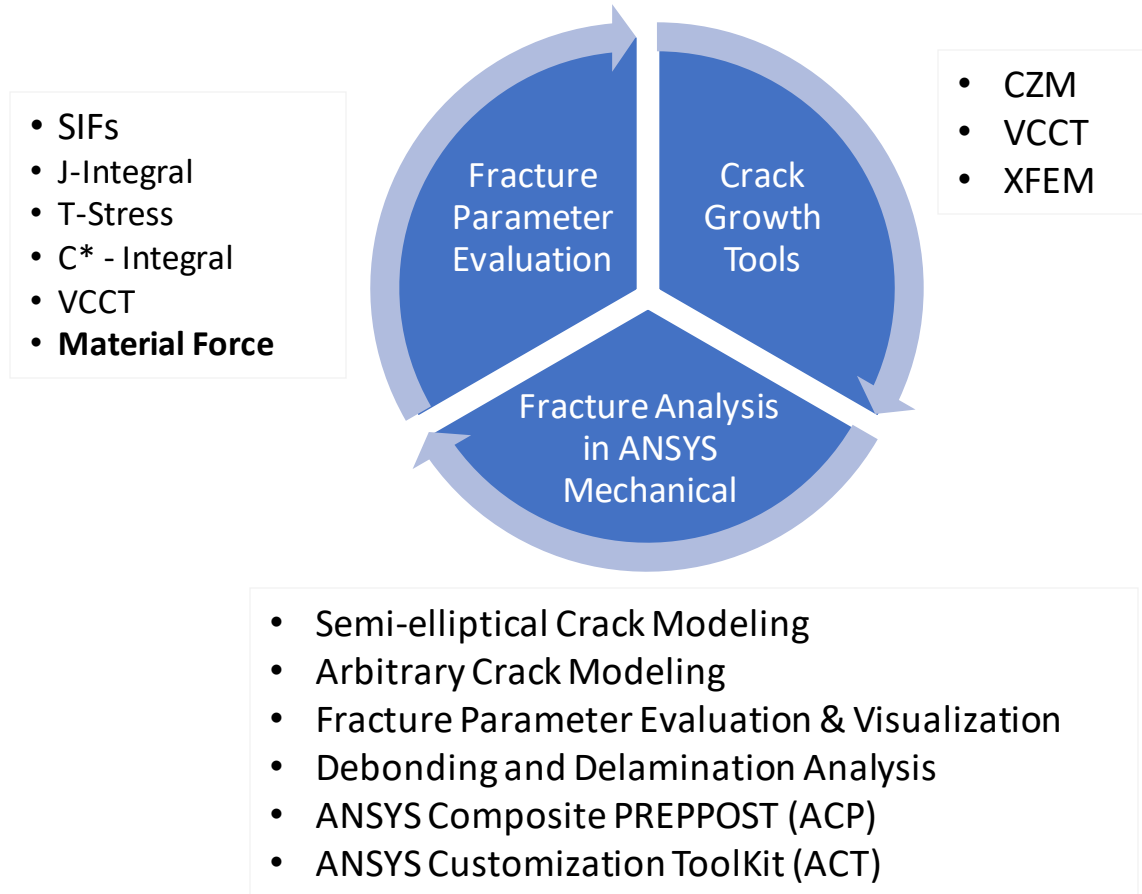 • SIFs
• J-Integral
• T-Stress
• C* - Integral
• VCCT
• Material Force
Fracture
Parameter
Evaluation
Crack
Growth
Tools
• CZM
• VCCT
• XFEM
Fracture Analysis
in ANSYS
Mechanical
• Semi-elliptical Crack Modeling
• Arbitrary Crack Modeling
• Fracture Parameter Evaluation & Visualization
• Debonding and Delamination Analysis
• ANSYS Composite PREPPOST (ACP)
• ANSYS Customization ToolKit (ACT)